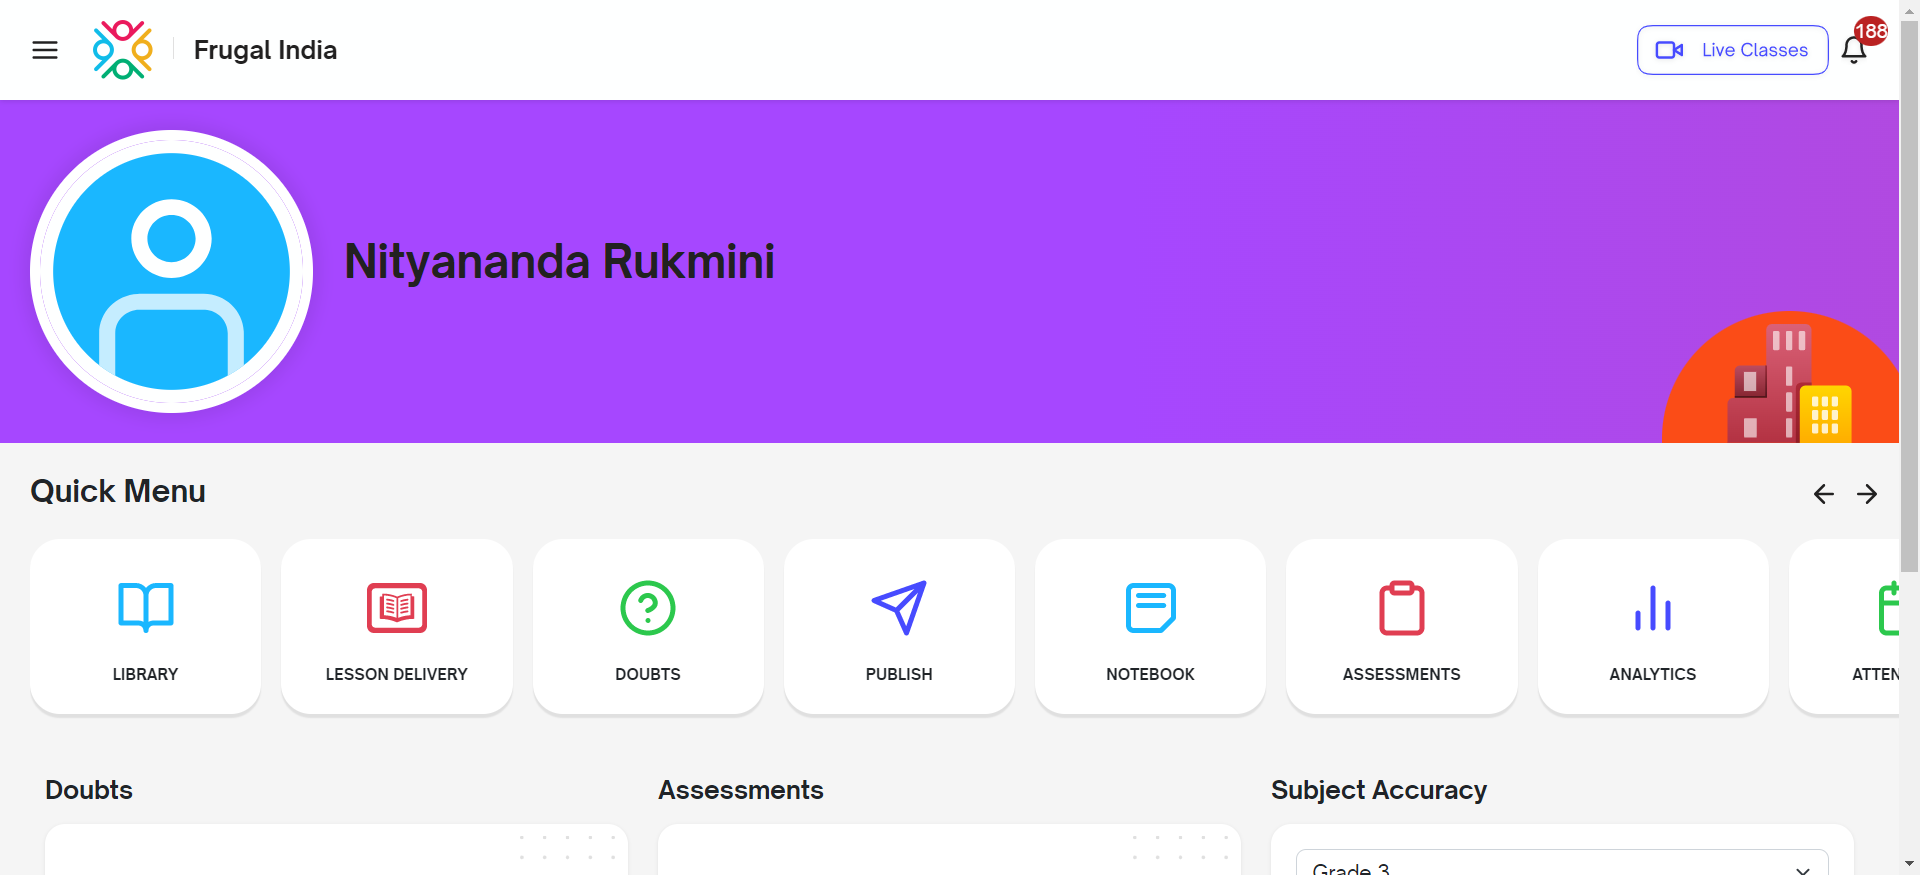 Frugal India
Live Classes
188
Nityananda Rukmini
Quick Menu
LIBRARY
LESSON DELIVERY
DOUBTS
PUBLISH
NOTEBOOK
ASSESSMENTS
ANALYTICS
ATTEN
Doubts
Assessments
Subject Accuracy
Grade 3